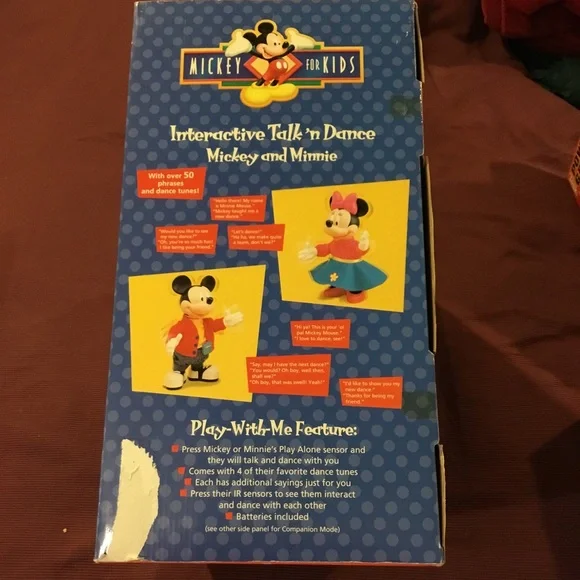 MICKEY FOR KIDS
Interactive Talk 'n Dance
Mickey and Minnie
With over 50
phrases
and dance tunes!
"Hello there! My name
is Minnie Mouse."
"Mickey taught me a
new dance."
"Would you like to see
my new dance?"
"Oh, you're so much fun!
I like being your friend."
"Let's dance!"
"Ha-ha, we make quite
a team, don't we?"
"Hi ya! This is your ol'
pal Mickey Mouse."
"I love to dance, see!"
"Say, may I have the next dance?"
"You would? Oh boy, well then,
shall we?"
"Oh boy, that was swell! Yeah!"
"I'd like to show you my
new dance."
"Thanks for being my
friend."
Play-With-Me Feature:
Press Mickey or Minnie's Play Alone sensor and
they will talk and dance with you
Comes with 4 of their favorite dance tunes
Each has additional sayings just for you
Press their IR sensors to see them interact
and dance with each other
Batteries included
(see other side panel for Companion Mode)